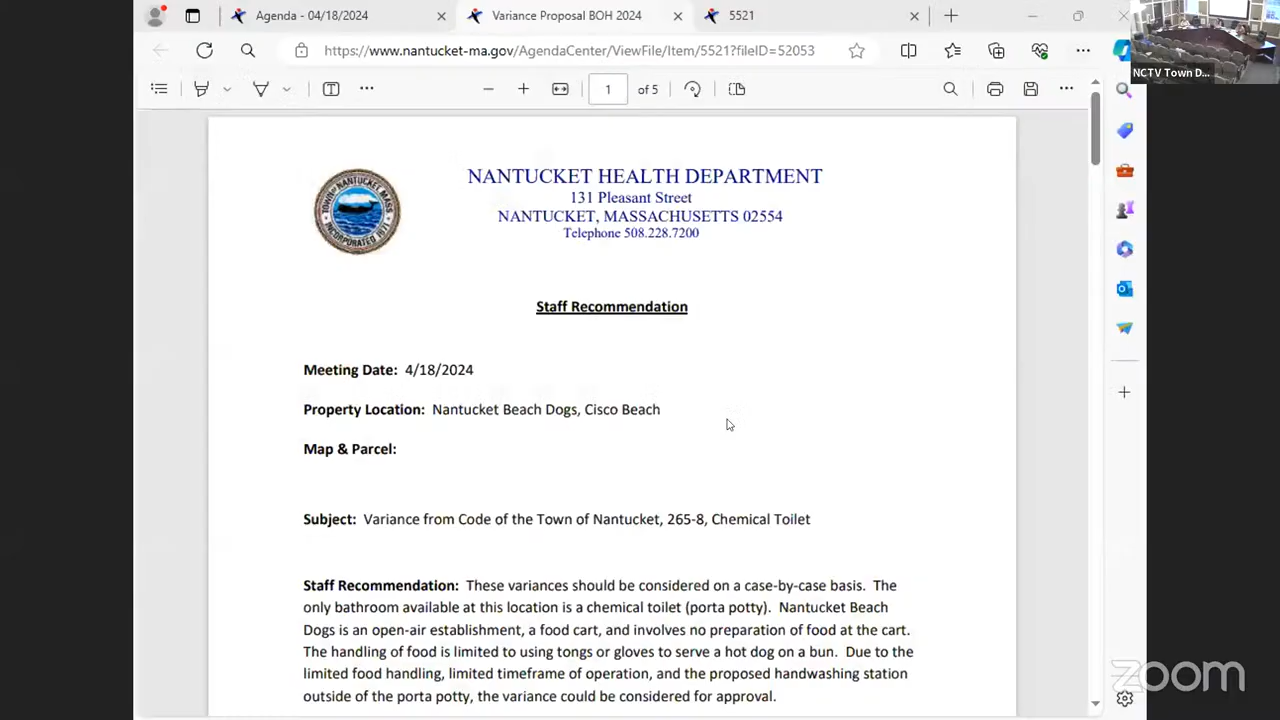 Agenda - 04/18/2024
Variance Proposal BOH 2024
5521
https://www.nantucket-ma.gov/AgendaCenter/ViewFile/Item/5521?fileID=52053
NCTV Town D...
1 of 5
NANTUCKET HEALTH DEPARTMENT
131 Pleasant Street
NANTUCKET, MASSACHUSETTS 02554
Telephone 508.228.7200
TOWN OF NANTUCKET MASS
INCORPORATED 1671
Staff Recommendation
Meeting Date: 4/18/2024
Property Location: Nantucket Beach Dogs, Cisco Beach
Map & Parcel:
Subject: Variance from Code of the Town of Nantucket, 265-8, Chemical Toilet
Staff Recommendation: These variances should be considered on a case-by-case basis. The
only bathroom available at this location is a chemical toilet (porta potty). Nantucket Beach
Dogs is an open-air establishment, a food cart, and involves no preparation of food at the cart.
The handling of food is limited to using tongs or gloves to serve a hot dog on a bun. Due to the
limited food handling, limited timeframe of operation, and the proposed handwashing station
outside of the porta potty, the variance could be considered for approval.
zoom